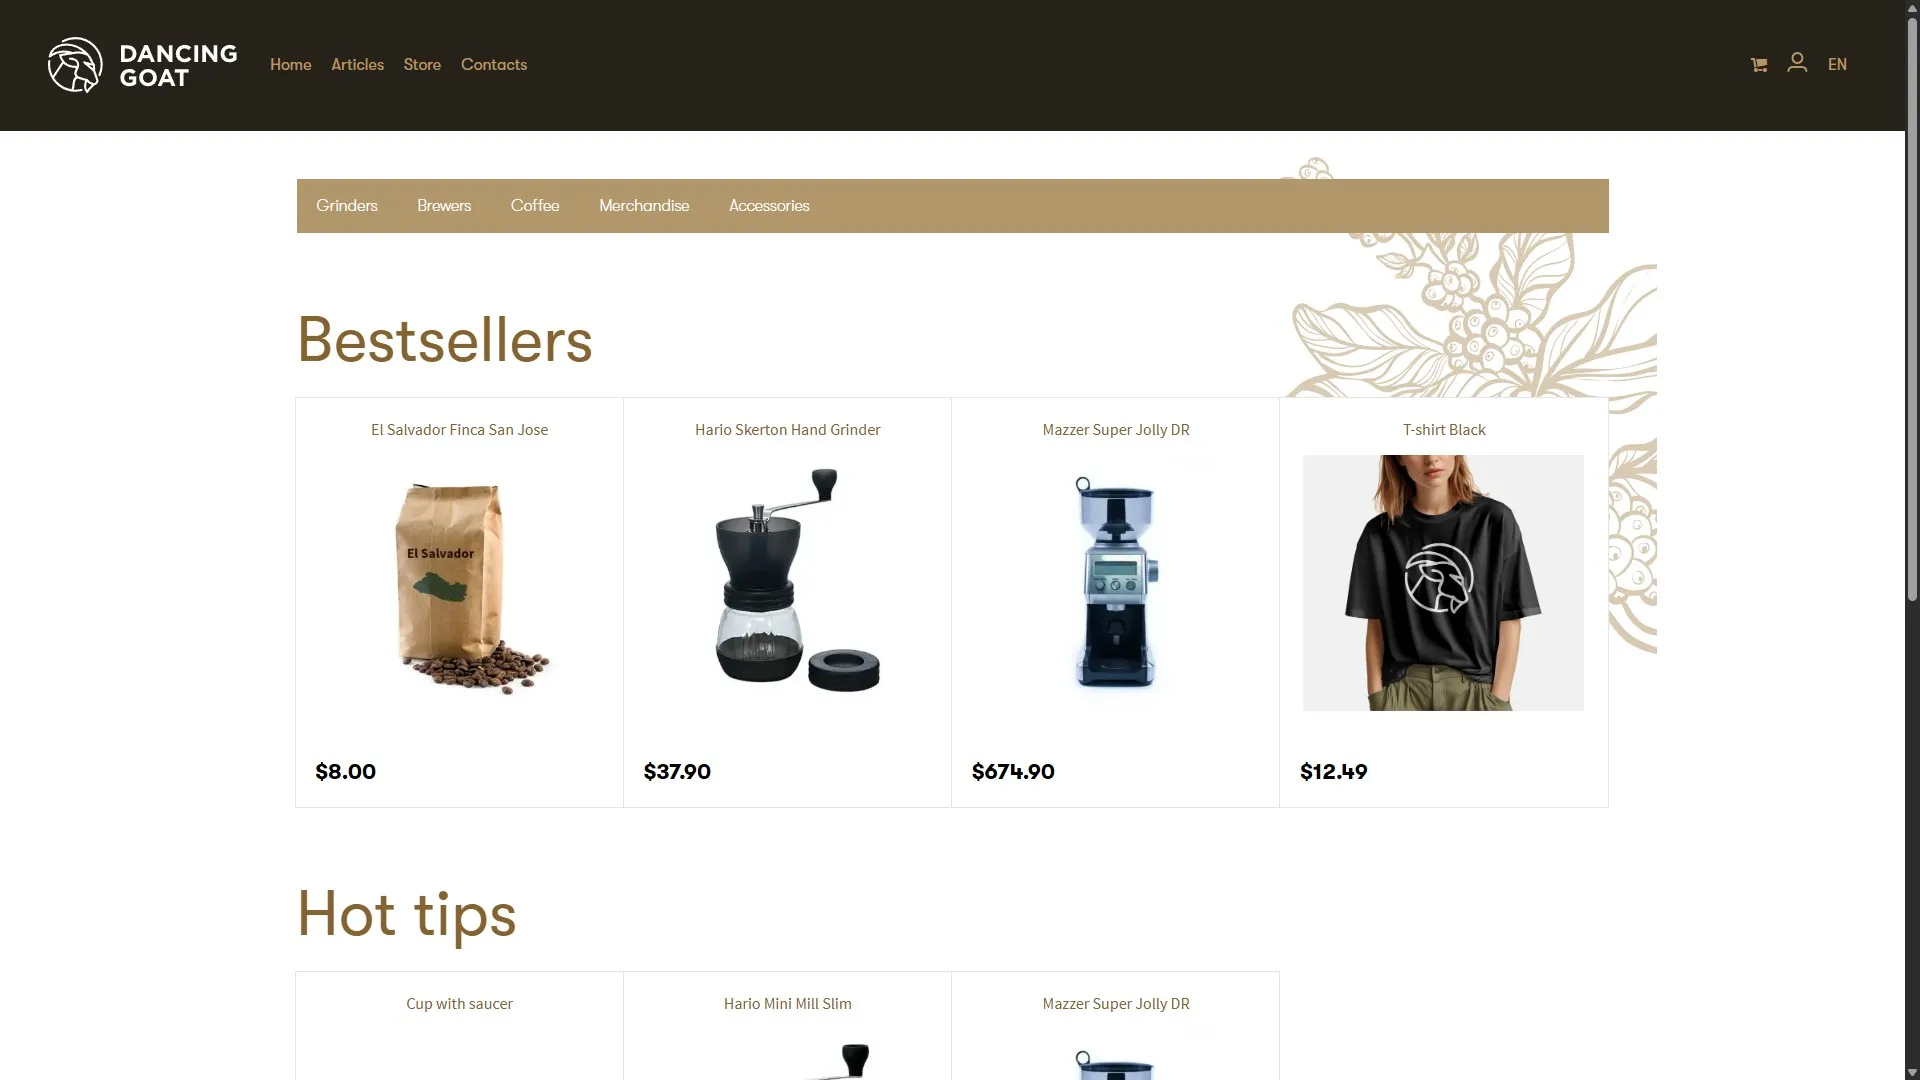 DANCING
GOAT
Home Articles Store Contacts
EN
Grinders Brewers Coffee Merchandise Accessories
Bestsellers
El Salvador Finca San Jose
Hario Skerton Hand Grinder
Mazzer Super Jolly DR
T-shirt Black
El Salvador
$8.00
$37.90
$674.90
$12.49
Hot tips
Cup with saucer
Hario Mini Mill Slim
Mazzer Super Jolly DR